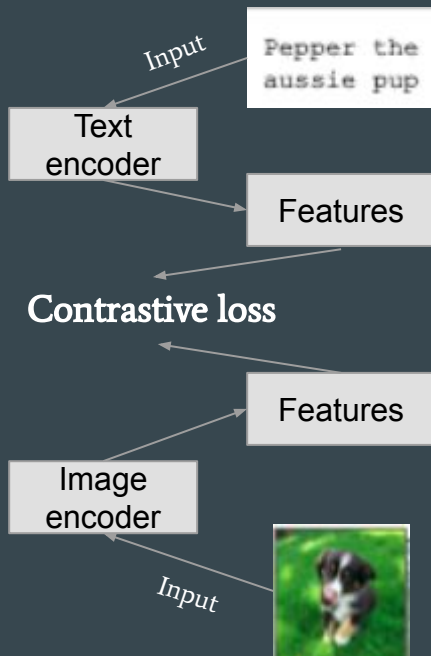 Input
Pepper the
aussie pup
Text
encoder
Features
Contrastive loss
Features
Image
encoder
Input